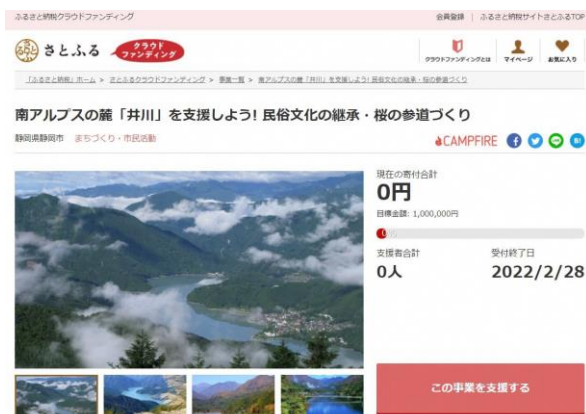 ふるさと納税クラウドファンディング
会員登録 | ふるさと納税サイトさとふるTOP
さとふる
クラウド
ファンディング
クラウドファンディングとは
マイページ
お気に入り
「ふるさと納税」ホーム > さとふるクラウドファンディング > 事業一覧 > 南アルプスの麓「井川」を支援しよう! 民俗文化の継承・桜の参道づくり
南アルプスの麓「井川」を支援しよう! 民俗文化の継承・桜の参道づくり
静岡県静岡市 まちづくり・市民活動
CAMPFIRE
現在の寄付合計
0円
目標金額: 1,000,000円
支援者合計
0人
受付終了日
2022/2/28
この事業を支援する